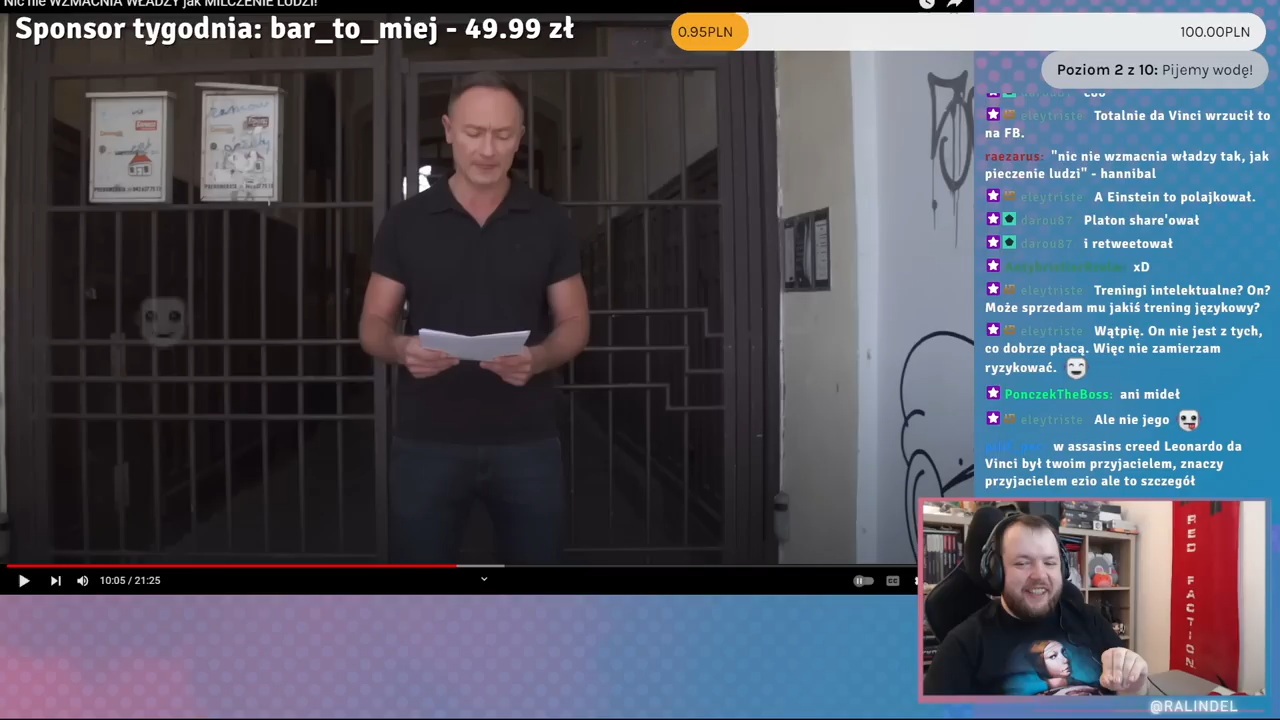 Nic nie WZMACNIA WŁADZY jak MILCZENIE LUDZI!
Sponsor tygodnia: bar_to_miej - 49.99 zł
0.95PLN
100.00PLN
Poziom 2 z 10: Pijemy wodę!
darou87 coo
eleytriste Totalnie da Vinci wrzucił to
na FB.
raezarus: "nic nie wzmacnia władzy tak, jak
pieczenie ludzi" - hannibal
eleytriste A Einstein to polajkował.
darou87 Platon share'ował
darou87 i retweetował
xD
eleytriste Treningi intelektualne? On?
Może sprzedam mu jakiś trening językowy?
eleytriste Wątpię. On nie jest z tych,
co dobrze płacą. Więc nie zamierzam
ryzykować.
PonczekTheBoss: ani mideł
eleytriste Ale nie jego
w assasins creed Leonardo da
Vinci był twoim przyjacielem, znaczy
przyjacielem ezio ale to szczegół
10:05 / 21:25
CC
RED FACTION
@RALINDEL